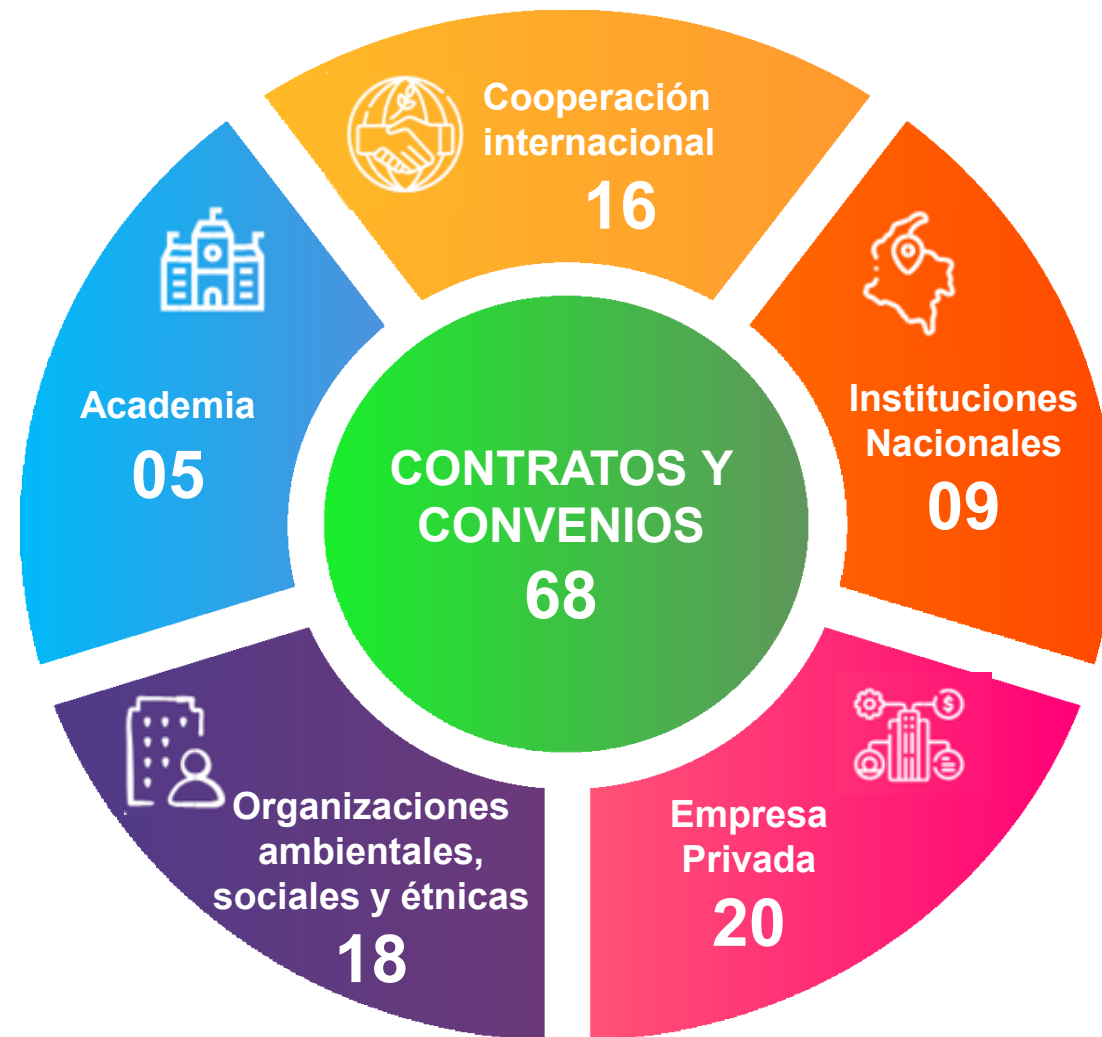 Cooperación
internacional
16
Instituciones
Nacionales
09
Academia
05
CONTRATOS Y
CONVENIOS
68
Organizaciones
ambientales,
sociales y étnicas
18
Empresa
Privada
20
$